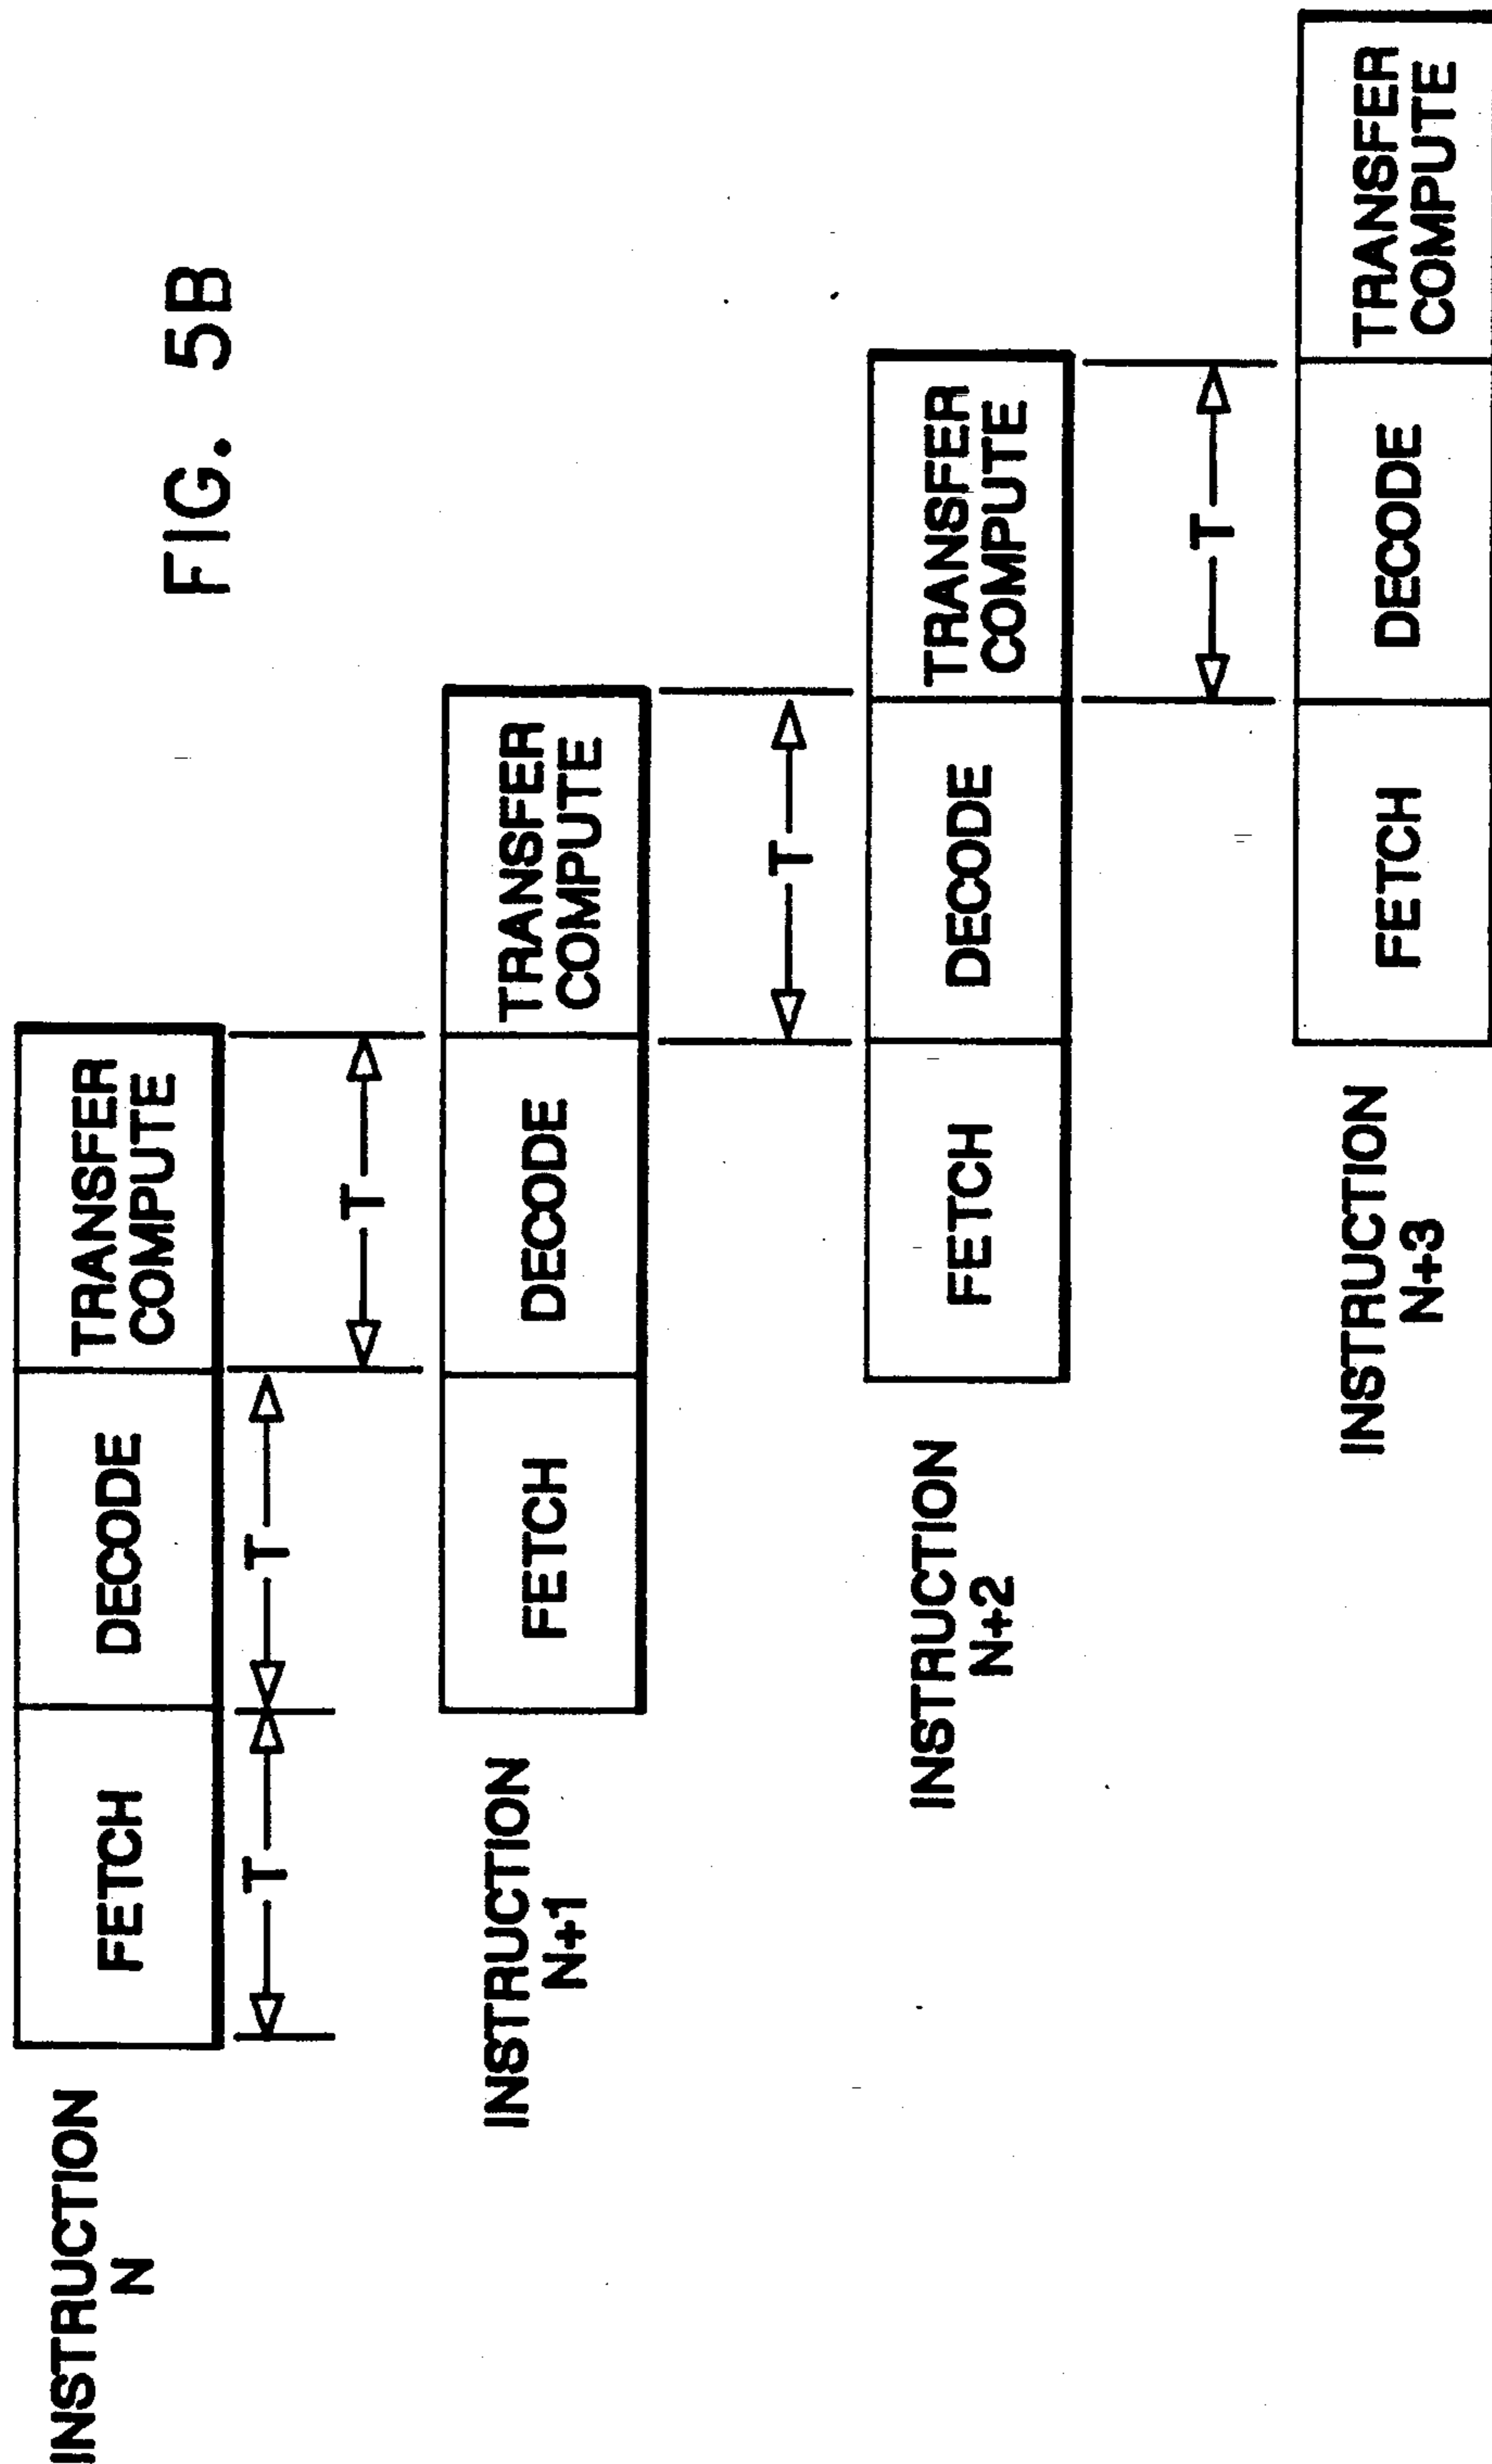 FIG. 5B
INSTRUCTION
N
FETCH
DECODE
TRANSFER
COMPUTE
T
T
T
INSTRUCTION
N+1
FETCH
DECODE
TRANSFER
COMPUTE
T
INSTRUCTION
N+2
FETCH
DECODE
TRANSFER
COMPUTE
T
INSTRUCTION
N+3
FETCH
DECODE
TRANSFER
COMPUTE